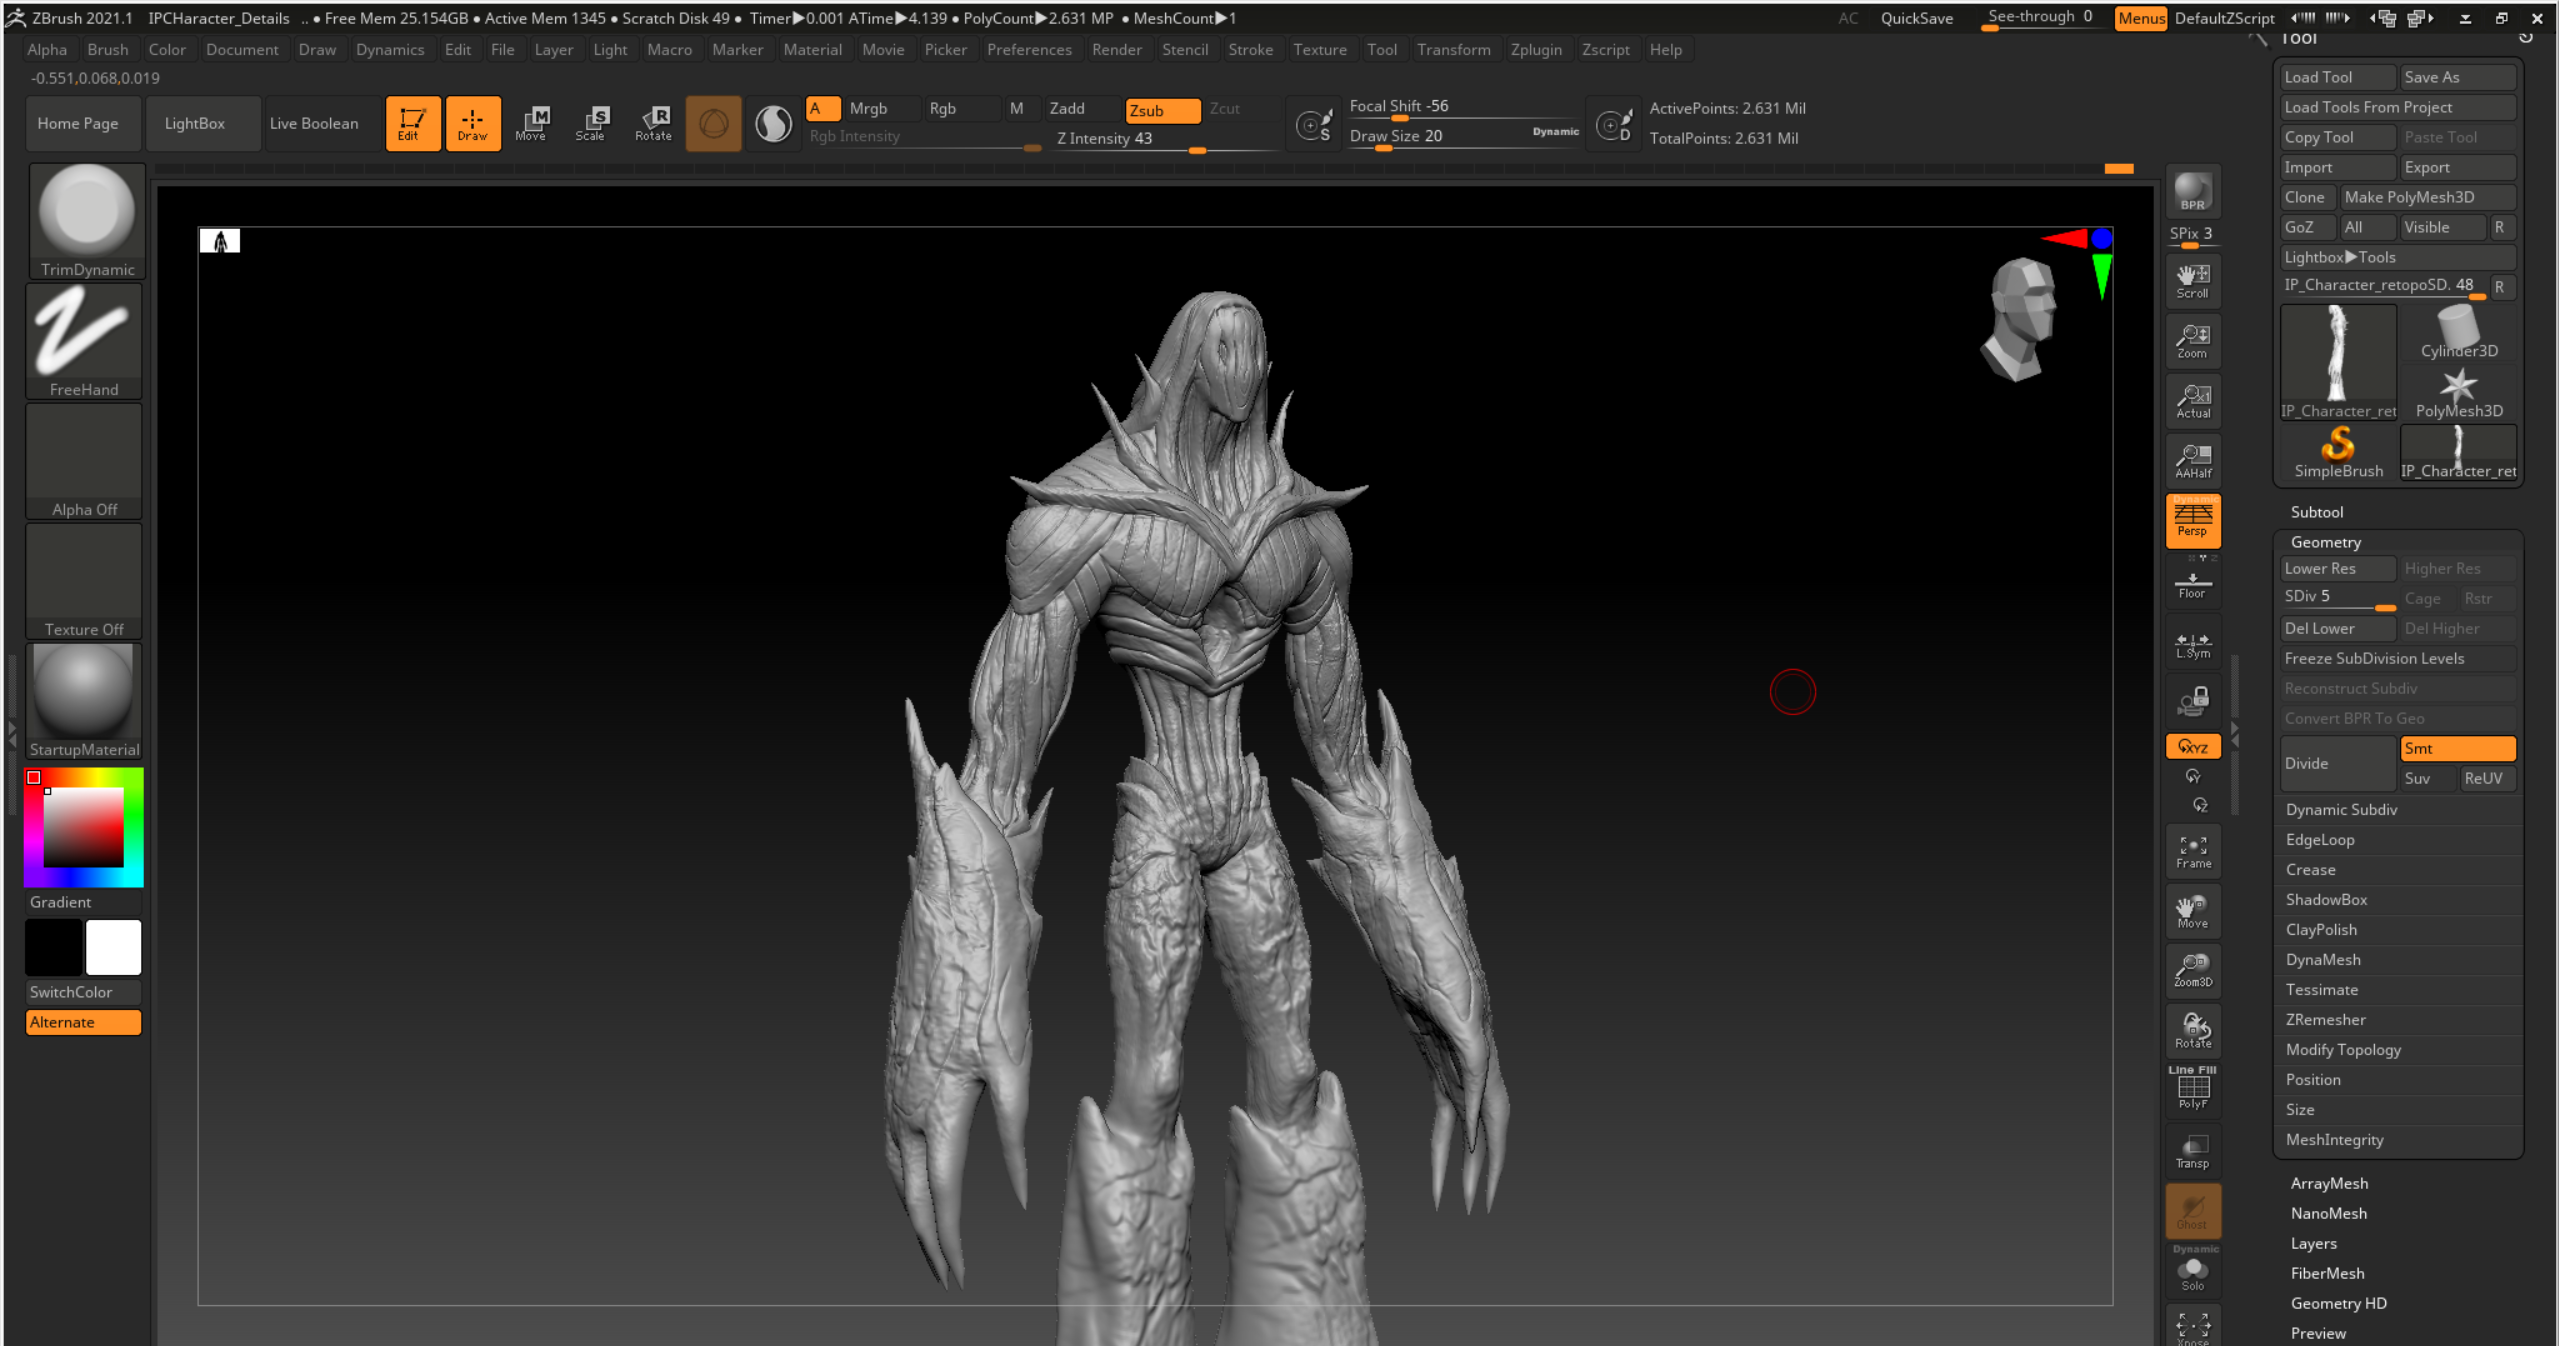 ZBrush 2021.1 IPCharacter_Details .. ● Free Mem 25.154GB ● Active Mem 1345 ● Scratch Disk 49 ● Timer▶0.001 ATime▶4.139 ● PolyCount▶2.631 MP ● MeshCount▶1 AC QuickSave See-through 0 Menus DefaultZScript
Alpha Brush Color Document Draw Dynamics Edit File Layer Light Macro Marker Material Movie Picker Preferences Render Stencil Stroke Texture Tool Transform Zplugin Zscript Help
-0.551,0.068,0.019
Home Page LightBox Live Boolean Edit Draw Move Scale Rotate
A Mrgb Rgb M Zadd Zsub Zcut
Rgb Intensity Z Intensity 43
Focal Shift -56
Draw Size 20 Dynamic
ActivePoints: 2.631 Mil
TotalPoints: 2.631 Mil
TrimDynamic
FreeHand
Alpha Off
Texture Off
StartupMaterial
Gradient
SwitchColor
Alternate
BPR
SPix 3
Scroll
Zoom
Actual
AAHalf
Dynamic
Persp
Floor
L.Sym
XYZ
Y
Z
Frame
Move
Zoom3D
Rotate
Line Fill
PolyF
Transp
Ghost
Dynamic
Solo
Xpose
Tool
Load Tool Save As
Load Tools From Project
Copy Tool Paste Tool
Import Export
Clone Make PolyMesh3D
GoZ All Visible R
Lightbox▶Tools
IP_Character_retopoSD. 48 R
Cylinder3D
IP_Character_ret PolyMesh3D
SimpleBrush IP_Character_ret
Subtool
Geometry
Lower Res Higher Res
SDiv 5 Cage Rstr
Del Lower Del Higher
Freeze SubDivision Levels
Reconstruct Subdiv
Convert BPR To Geo
Divide Smt
Suv ReUV
Dynamic Subdiv
EdgeLoop
Crease
ShadowBox
ClayPolish
DynaMesh
Tessimate
ZRemesher
Modify Topology
Position
Size
MeshIntegrity
ArrayMesh
NanoMesh
Layers
FiberMesh
Geometry HD
Preview